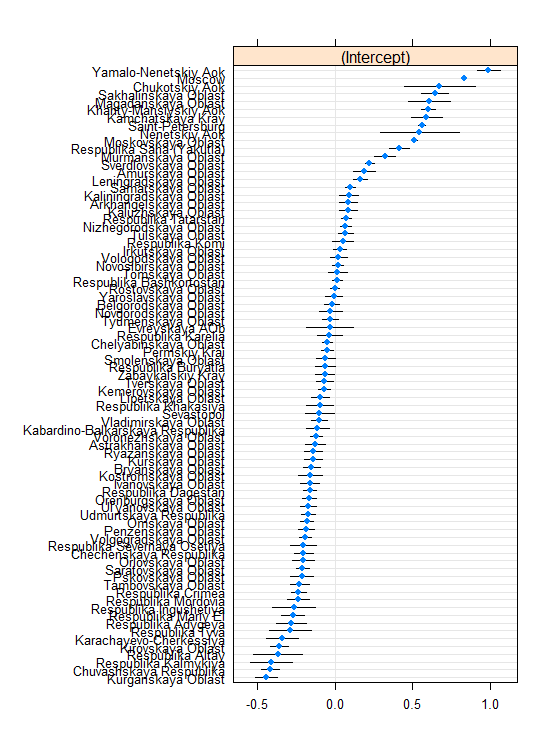 (Intercept)
Yamalo-Nenetskiy Aok
Moscow
Chukotskiy Aok
Sakhalinskaya Oblast
Magadanskaya Oblast
Khanty-Mansiyskiy Aok
Kamchatskaya Kray
Saint-Petersburg
Nenetskiy Aok
Moskovskaya Oblast
Respublika Saha (Yakutia)
Murmanskaya Oblast
Sverdlovskaya Oblast
Amurskaya Oblast
Leningradskaya Oblast
Samarskaya Oblast
Kaliningradskaya Oblast
Arkhangelskaya Oblast
Kaluzhskaya Oblast
Respublika Tatarstan
Nizhegorodskaya Oblast
Tulskaya Oblast
Respublika Komi
Irkutskaya Oblast
Vologodskaya Oblast
Novosibirskaya Oblast
Tomskaya Oblast
Respublika Bashkortostan
Rostovskaya Oblast
Yaroslavskaya Oblast
Belgorodskaya Oblast
Novgorodskaya Oblast
Tyumenskaya Oblast
Evreyskaya AOb
Respublika Karelia
Chelyabinskaya Oblast
Permskiy Kraj
Smolenskaya Oblast
Respublika Buryatia
Zabaykalskiy Kray
Tverskaya Oblast
Kemerovskaya Oblast
Lipetskaya Oblast
Respublika Khakasiya
Sevastopol
Vladimirskaya Oblast
Kabardino-Balkarskaya Respublika
Voronezhskaya Oblast
Astrakhanskaya Oblast
Ryazanskaya Oblast
Kurskaya Oblast
Bryanskaya Oblast
Kostromskaya Oblast
Ivanovskaya Oblast
Respublika Dagestan
Orenburgskaya Oblast
Ul'yanovskaya Oblast
Udmurtskaya Respublika
Omskaya Oblast
Penzenskaya Oblast
Volgogradskaya Oblast
Respublika Severnaya Osetiya
Chechenskaya Respublika
Orlovskaya Oblast
Saratovskaya Oblast
Pskovskaya Oblast
Tambovskaya Oblast
Respublika Crimea
Respublika Mordovia
Respublika Ingushetiya
Respublika Mariy El
Respublika Adygeya
Respublika Tyva
Karachayevo-Cherkessiya
Kirovskaya Oblast
Respublika Altay
Respublika Kalmykiya
Chuvashskaya Respublika
Kurganskaya Oblast
-0.5 0.0 0.5 1.0